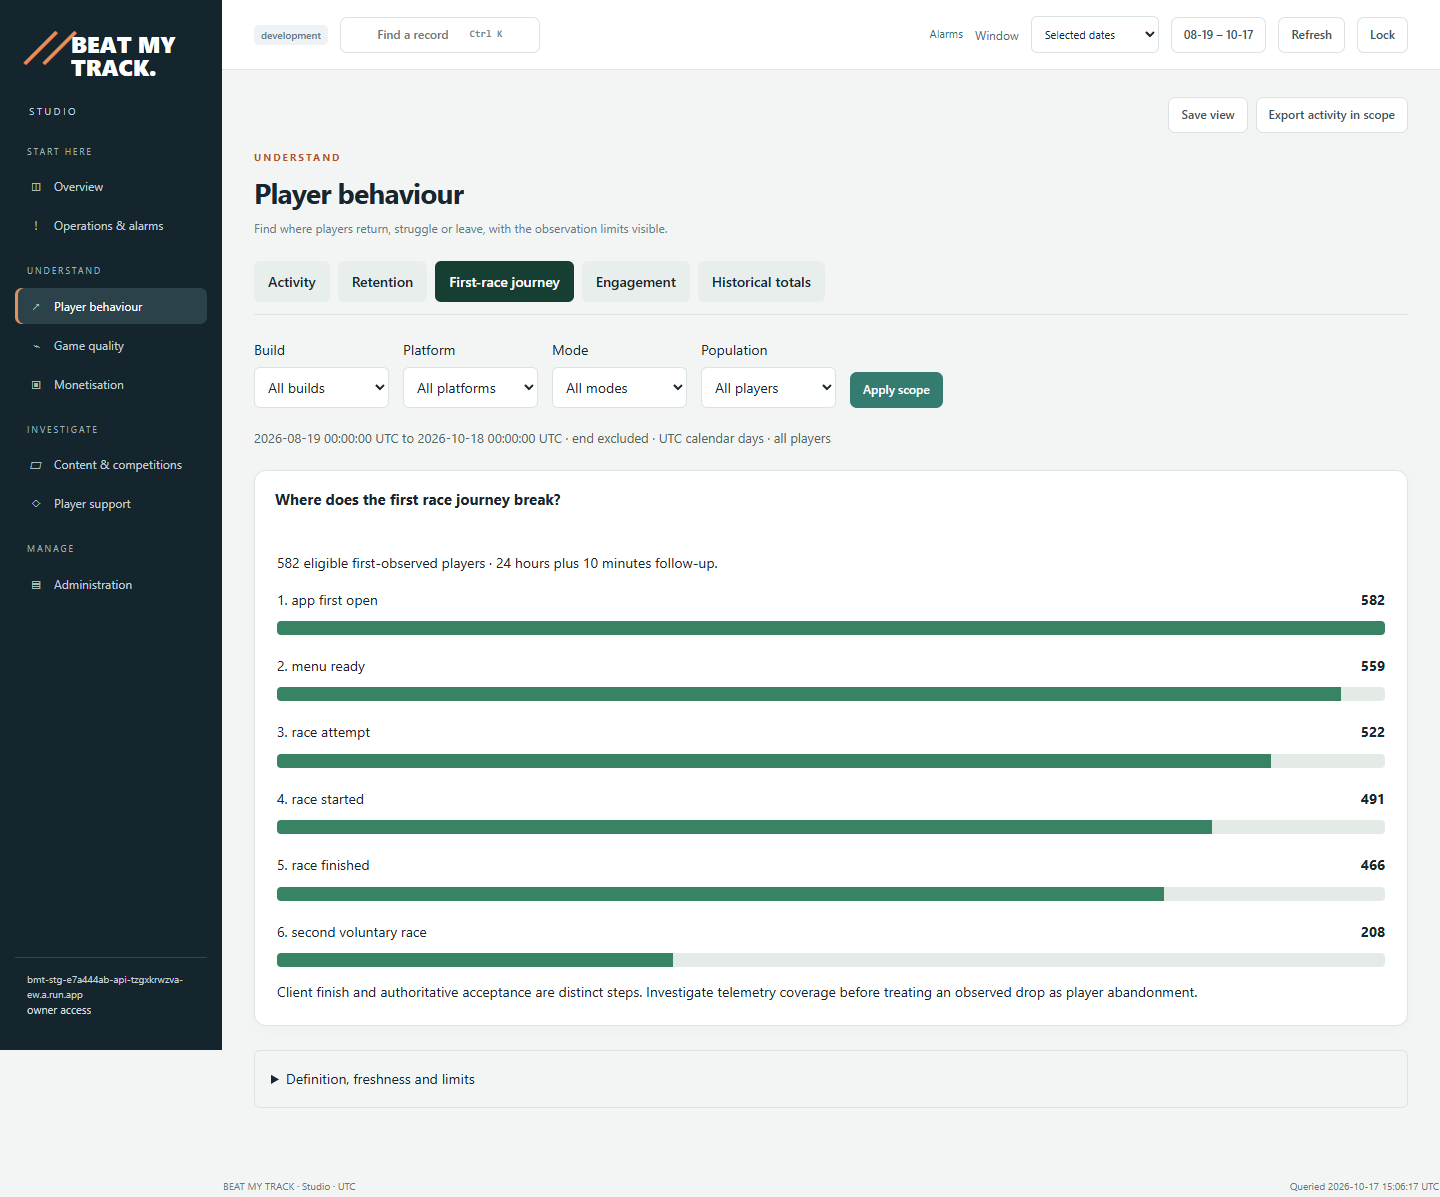 BEAT MY
TRACK.
STUDIO
START HERE
Overview
! Operations & alarms
UNDERSTAND
Player behaviour
Game quality
Monetisation
INVESTIGATE
Content & competitions
Player support
MANAGE
Administration
bmt-stg-e7a444ab-api-tzgxkrwzva-
ew.a.run.app
owner access
development
Find a record Ctrl K
Alarms Window Selected dates 08-19 – 10-17 Refresh Lock
Save view Export activity in scope
UNDERSTAND
Player behaviour
Find where players return, struggle or leave, with the observation limits visible.
Activity Retention First-race journey Engagement Historical totals
Build Platform Mode Population
All builds All platforms All modes All players Apply scope
2026-08-19 00:00:00 UTC to 2026-10-18 00:00:00 UTC · end excluded · UTC calendar days · all players
Where does the first race journey break?
582 eligible first-observed players · 24 hours plus 10 minutes follow-up.
1. app first open 582
2. menu ready 559
3. race attempt 522
4. race started 491
5. race finished 466
6. second voluntary race 208
Client finish and authoritative acceptance are distinct steps. Investigate telemetry coverage before treating an observed drop as player abandonment.
Definition, freshness and limits
BEAT MY TRACK · Studio · UTC
Queried 2026-10-17 15:06:17 UTC